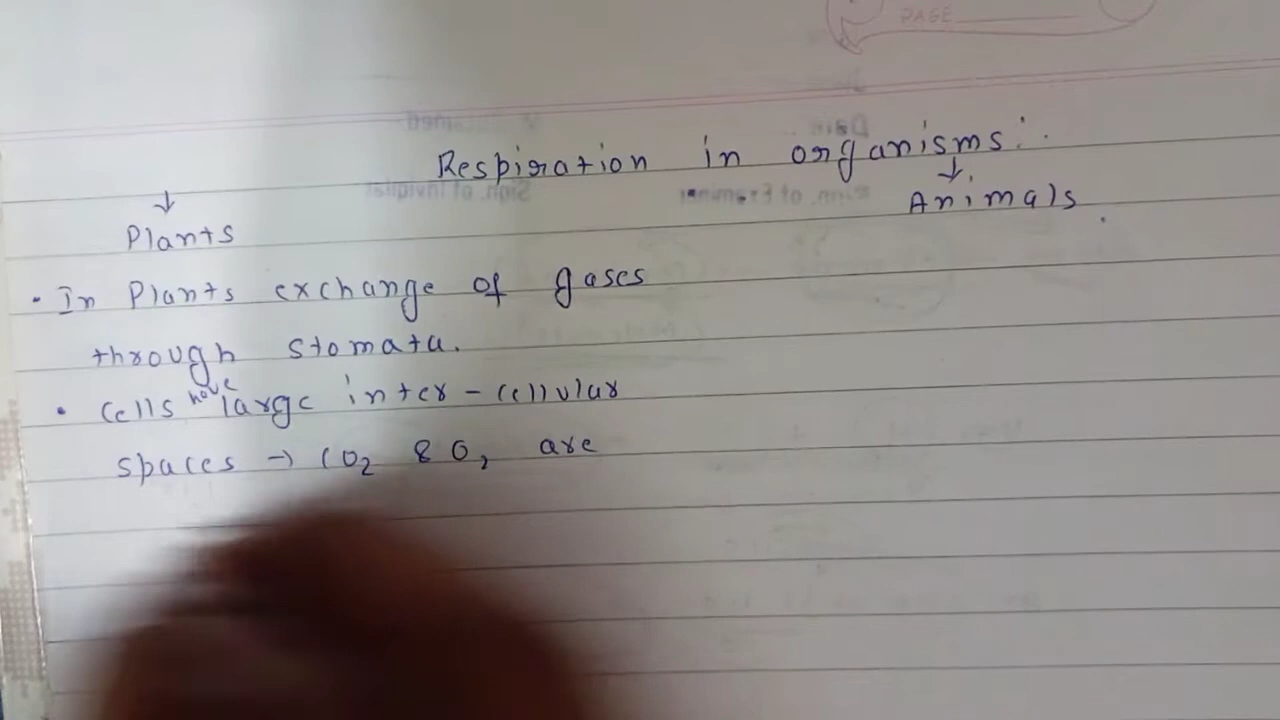 PAGE
Respiration in organisms:
↓ ↓
Plants Animals
• In Plants exchange of gases
through stomata.
• Cells have large inter - cellular
spaces → CO2 & O2 are